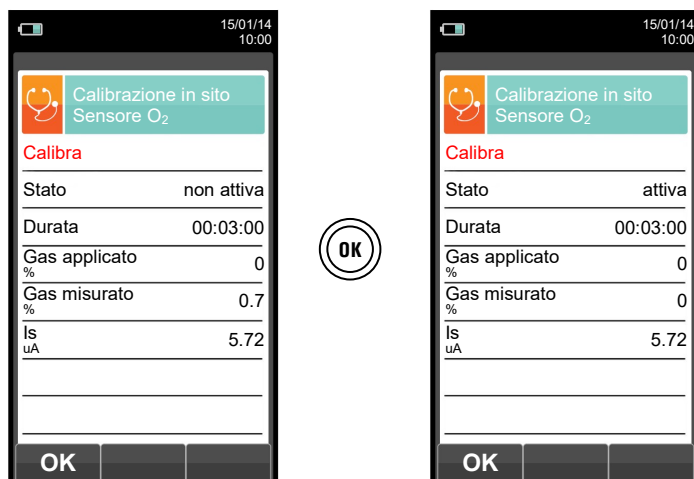 15/01/14
10:00
Calibrazione in sito
Sensore O₂
Calibra
Stato non attiva
Durata 00:03:00
Gas applicato 0
%
Gas misurato 0.7
%
Is 5.72
uA
OK
OK
15/01/14
10:00
Calibrazione in sito
Sensore O₂
Calibra
Stato attiva
Durata 00:03:00
Gas applicato 0
%
Gas misurato 0
%
Is 5.72
uA
OK